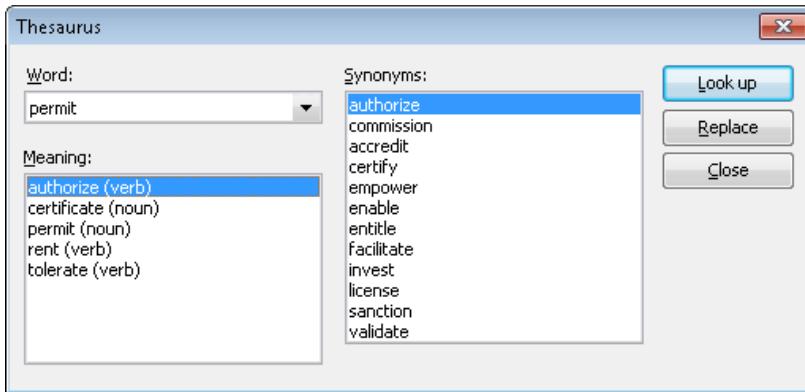 Thesaurus
Word:
permit
Meaning:
authorize (verb)
certificate (noun)
permit (noun)
rent (verb)
tolerate (verb)
Synonyms:
authorize
commission
accredit
certify
empower
enable
entitle
facilitate
invest
license
sanction
validate
Look up
Replace
Close